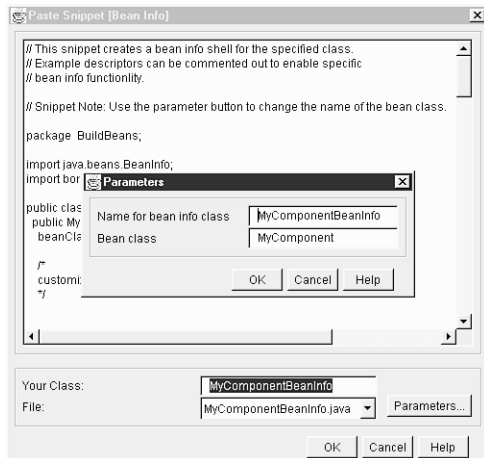 Paste Snippet [Bean Info]
// This snippet creates a bean info shell for the specified class.
// Example descriptors can be commented out to enable specific
// bean info functionlity.
// Snippet Note: Use the parameter button to change the name of the bean class.
package BuildBeans;
import java.beans.BeanInfo;
import bor
Parameters
public clas
Name for bean info class MyComponentBeanInfo
public My
Bean class MyComponent
beanCla
/*
customi
*/
OK Cancel Help
Your Class: MyComponentBeanInfo
File: MyComponentBeanInfo.java Parameters...
OK Cancel Help